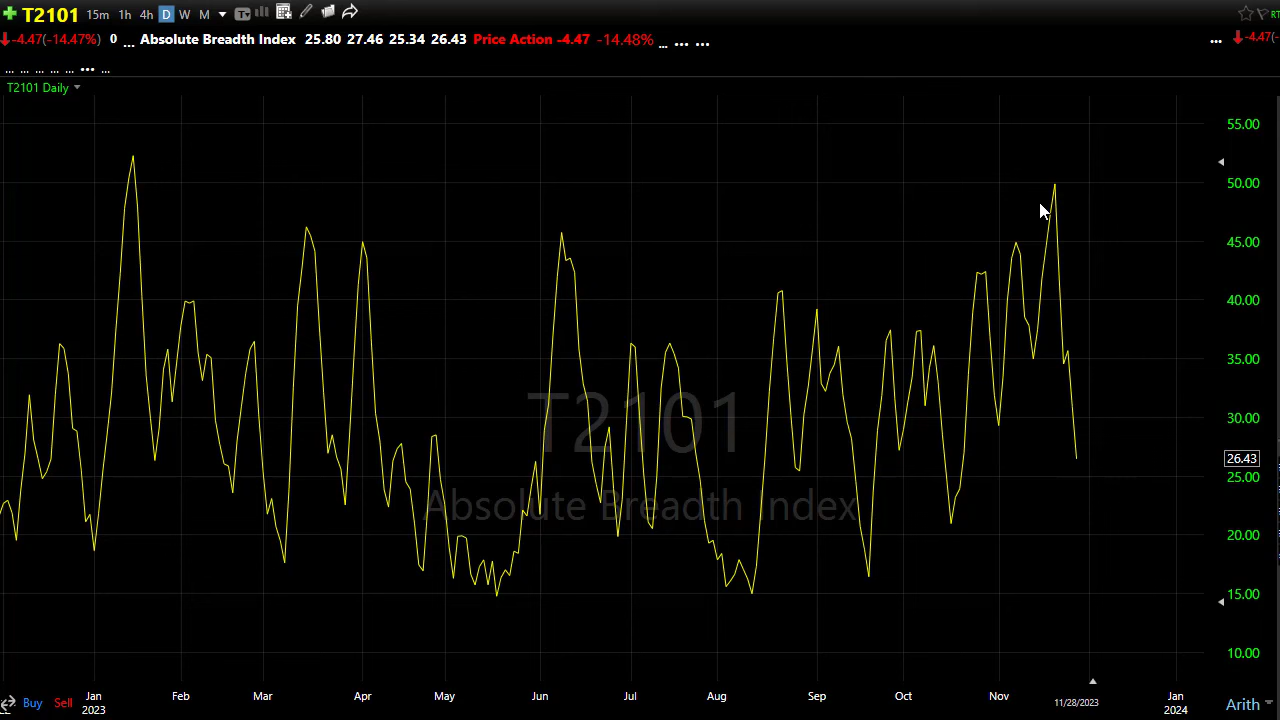 T2101 15m 1h 4h D W M T RT
-4.47(-14.47%) 0 ... Absolute Breadth Index 25.80 27.46 25.34 26.43 Price Action -4.47 -14.48% ... ... ... ... -4.47(-
... ... ... ... ... ... ...
T2101 Daily
55.00
50.00
45.00
40.00
35.00
30.00
26.43
25.00
20.00
15.00
10.00
T2101
Absolute Breadth Index
Buy Sell
Jan Feb Mar Apr May Jun Jul Aug Sep Oct Nov Jan
2023 11/28/2023 2024
Arith